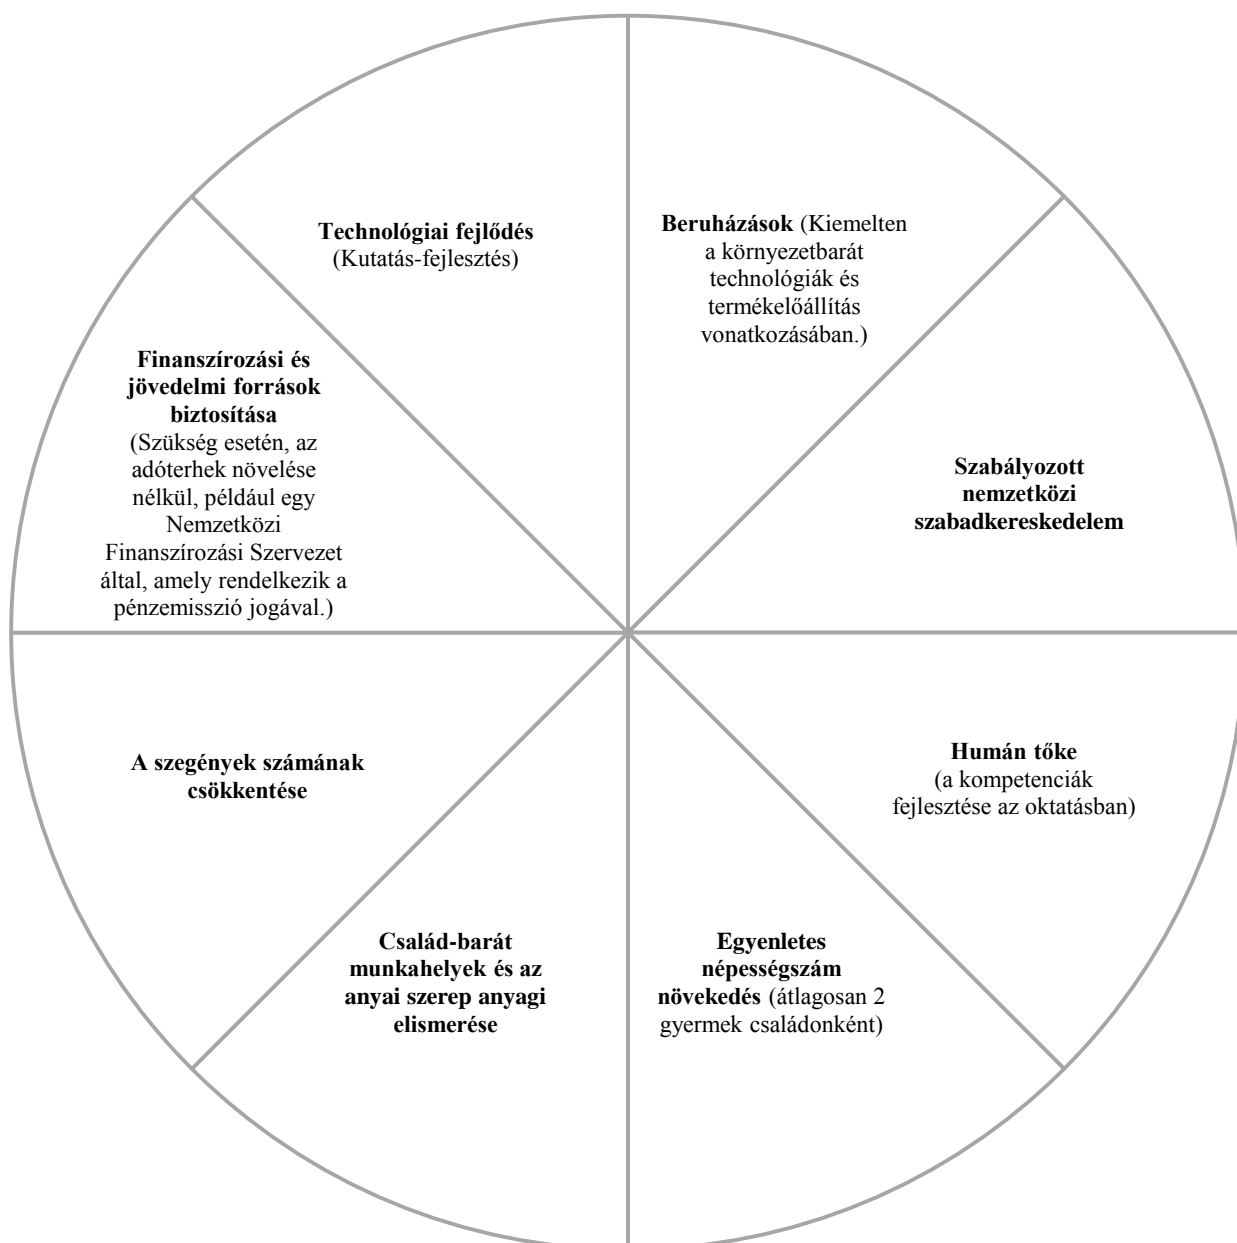 Technológiai fejlődés
(Kutatás-fejlesztés)
Beruházások (Kiemelten
a környezetbarát
technológiák és
termékelőállítás
vonatkozásában.)
Szabályozott
nemzetközi
szabadkereskedelem
Humán tőke
(a kompetenciák
fejlesztése az oktatásban)
Egyenletes
népességszám
növekedés (átlagosan 2
gyermek családonként)
Család-barát
munkahelyek és az
anyai szerep anyagi
elismerése
A szegények számának
csökkentése
Finanszírozási és
jövedelmi források
biztosítása
(Szükség esetén, az
adóterhek növelése
nélkül, például egy
Nemzetközi
Finanszírozási Szervezet
által, amely rendelkezik a
pénzemisszió jogával.)